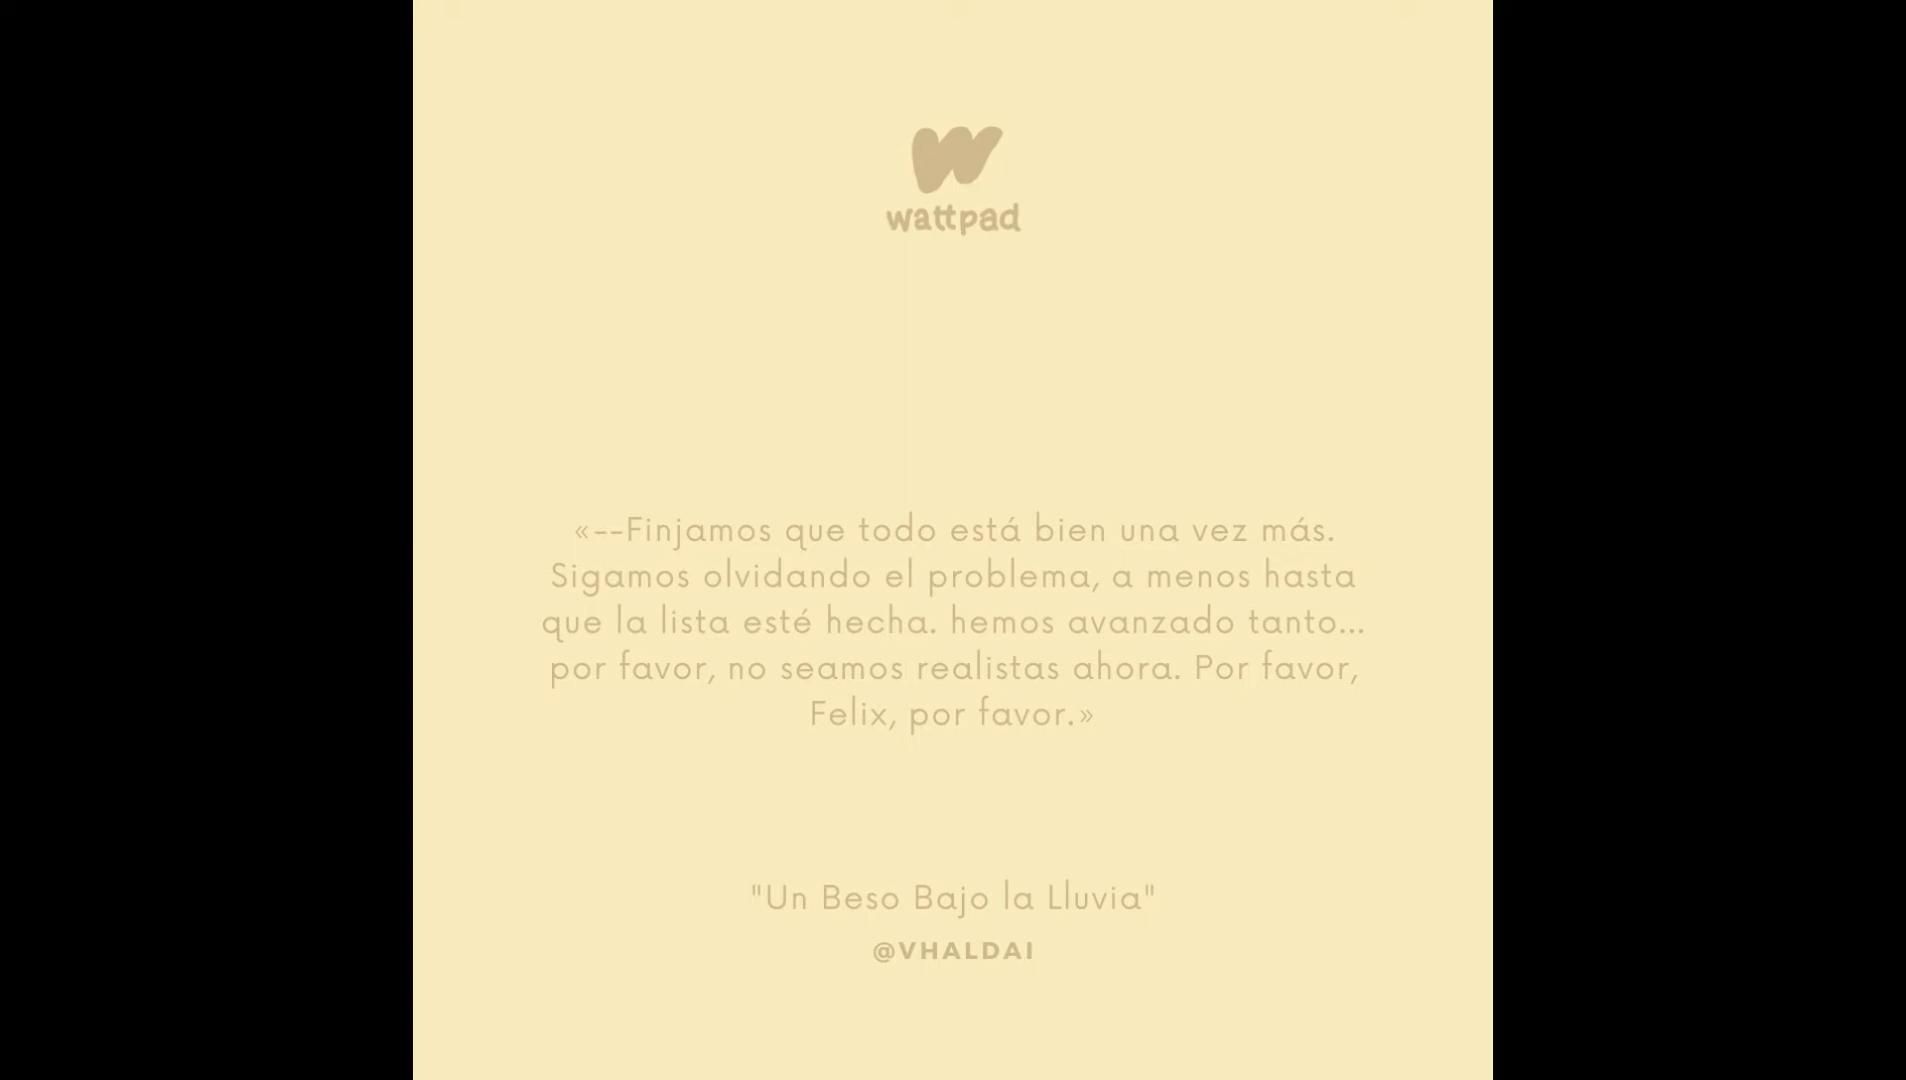 wattpad
«--Finjamos que todo está bien una vez más.
Sigamos olvidando el problema, a menos hasta
que la lista esté hecha. hemos avanzado tanto...
por favor, no seamos realistas ahora. Por favor,
Felix, por favor.»
"Un Beso Bajo la Lluvia"
@VHALDAI